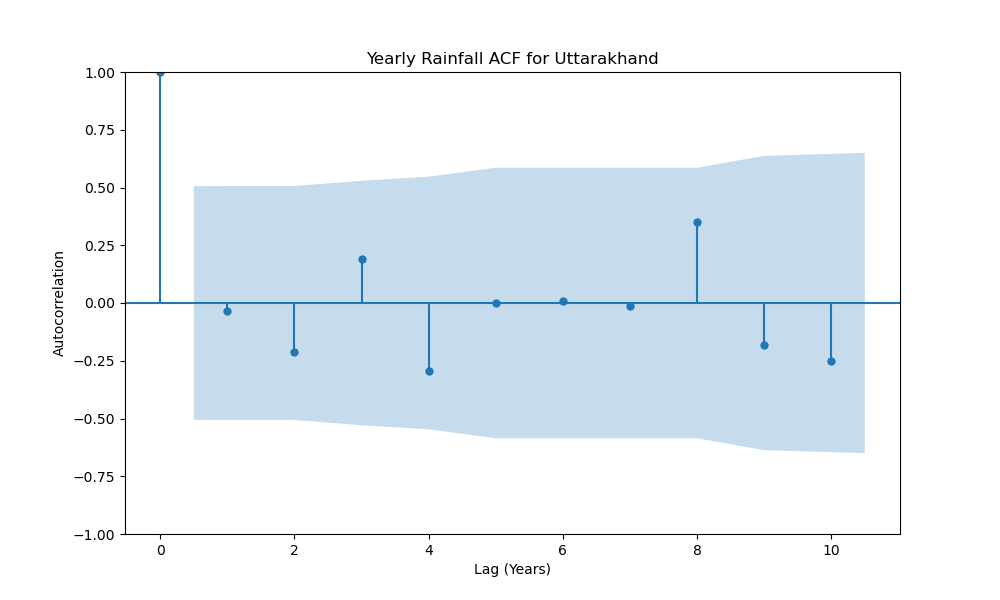 Yearly Rainfall ACF for Uttarakhand
1.00
0.75
0.50
0.25
0.00
−0.25
−0.50
−0.75
−1.00
Autocorrelation
0 2 4 6 8 10
Lag (Years)